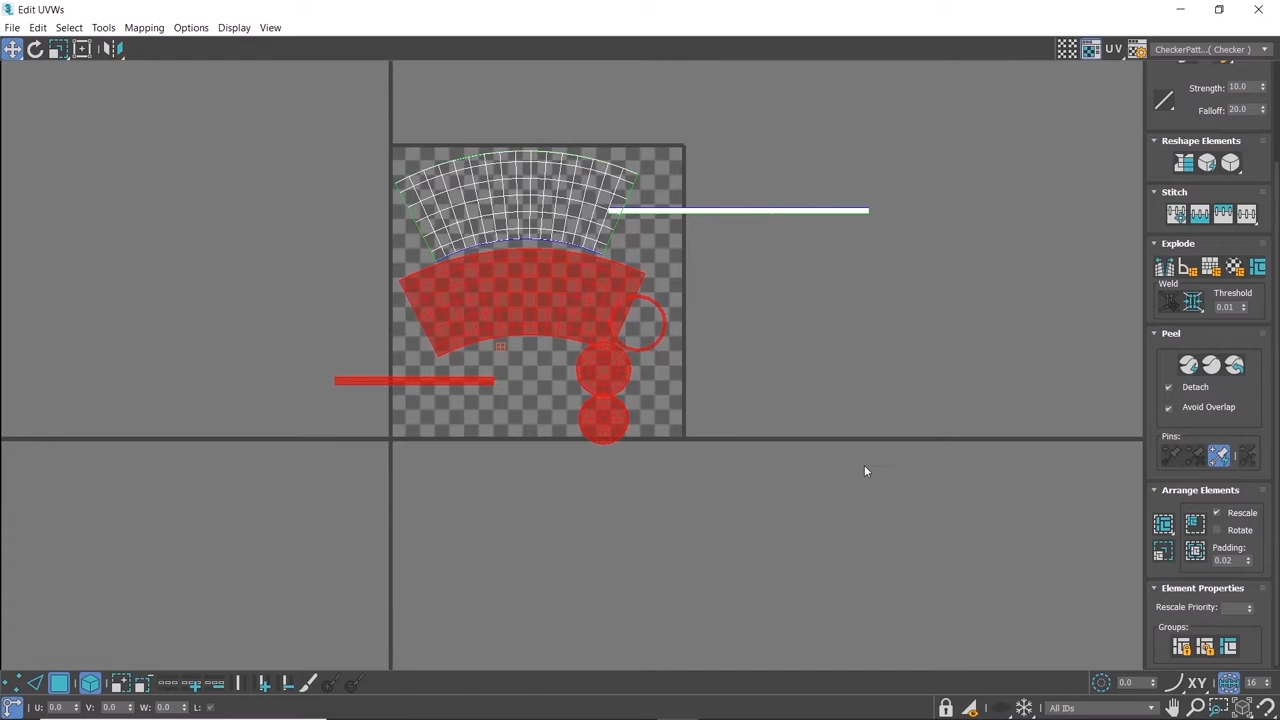 Edit UVWs
File Edit Select Tools Mapping Options Display View
UV CheckerPatt...( Checker )
Strength: 10.0
Falloff: 20.0
Reshape Elements
Stitch
Explode
Weld
Threshold
0.01
Peel
Detach
Avoid Overlap
Pins:
Arrange Elements
Rescale
Rotate
Padding:
0.02
Element Properties
Rescale Priority:
Groups:
0.0 XY 16
U: 0.0 V: 0.0 W: 0.0 L: All IDs